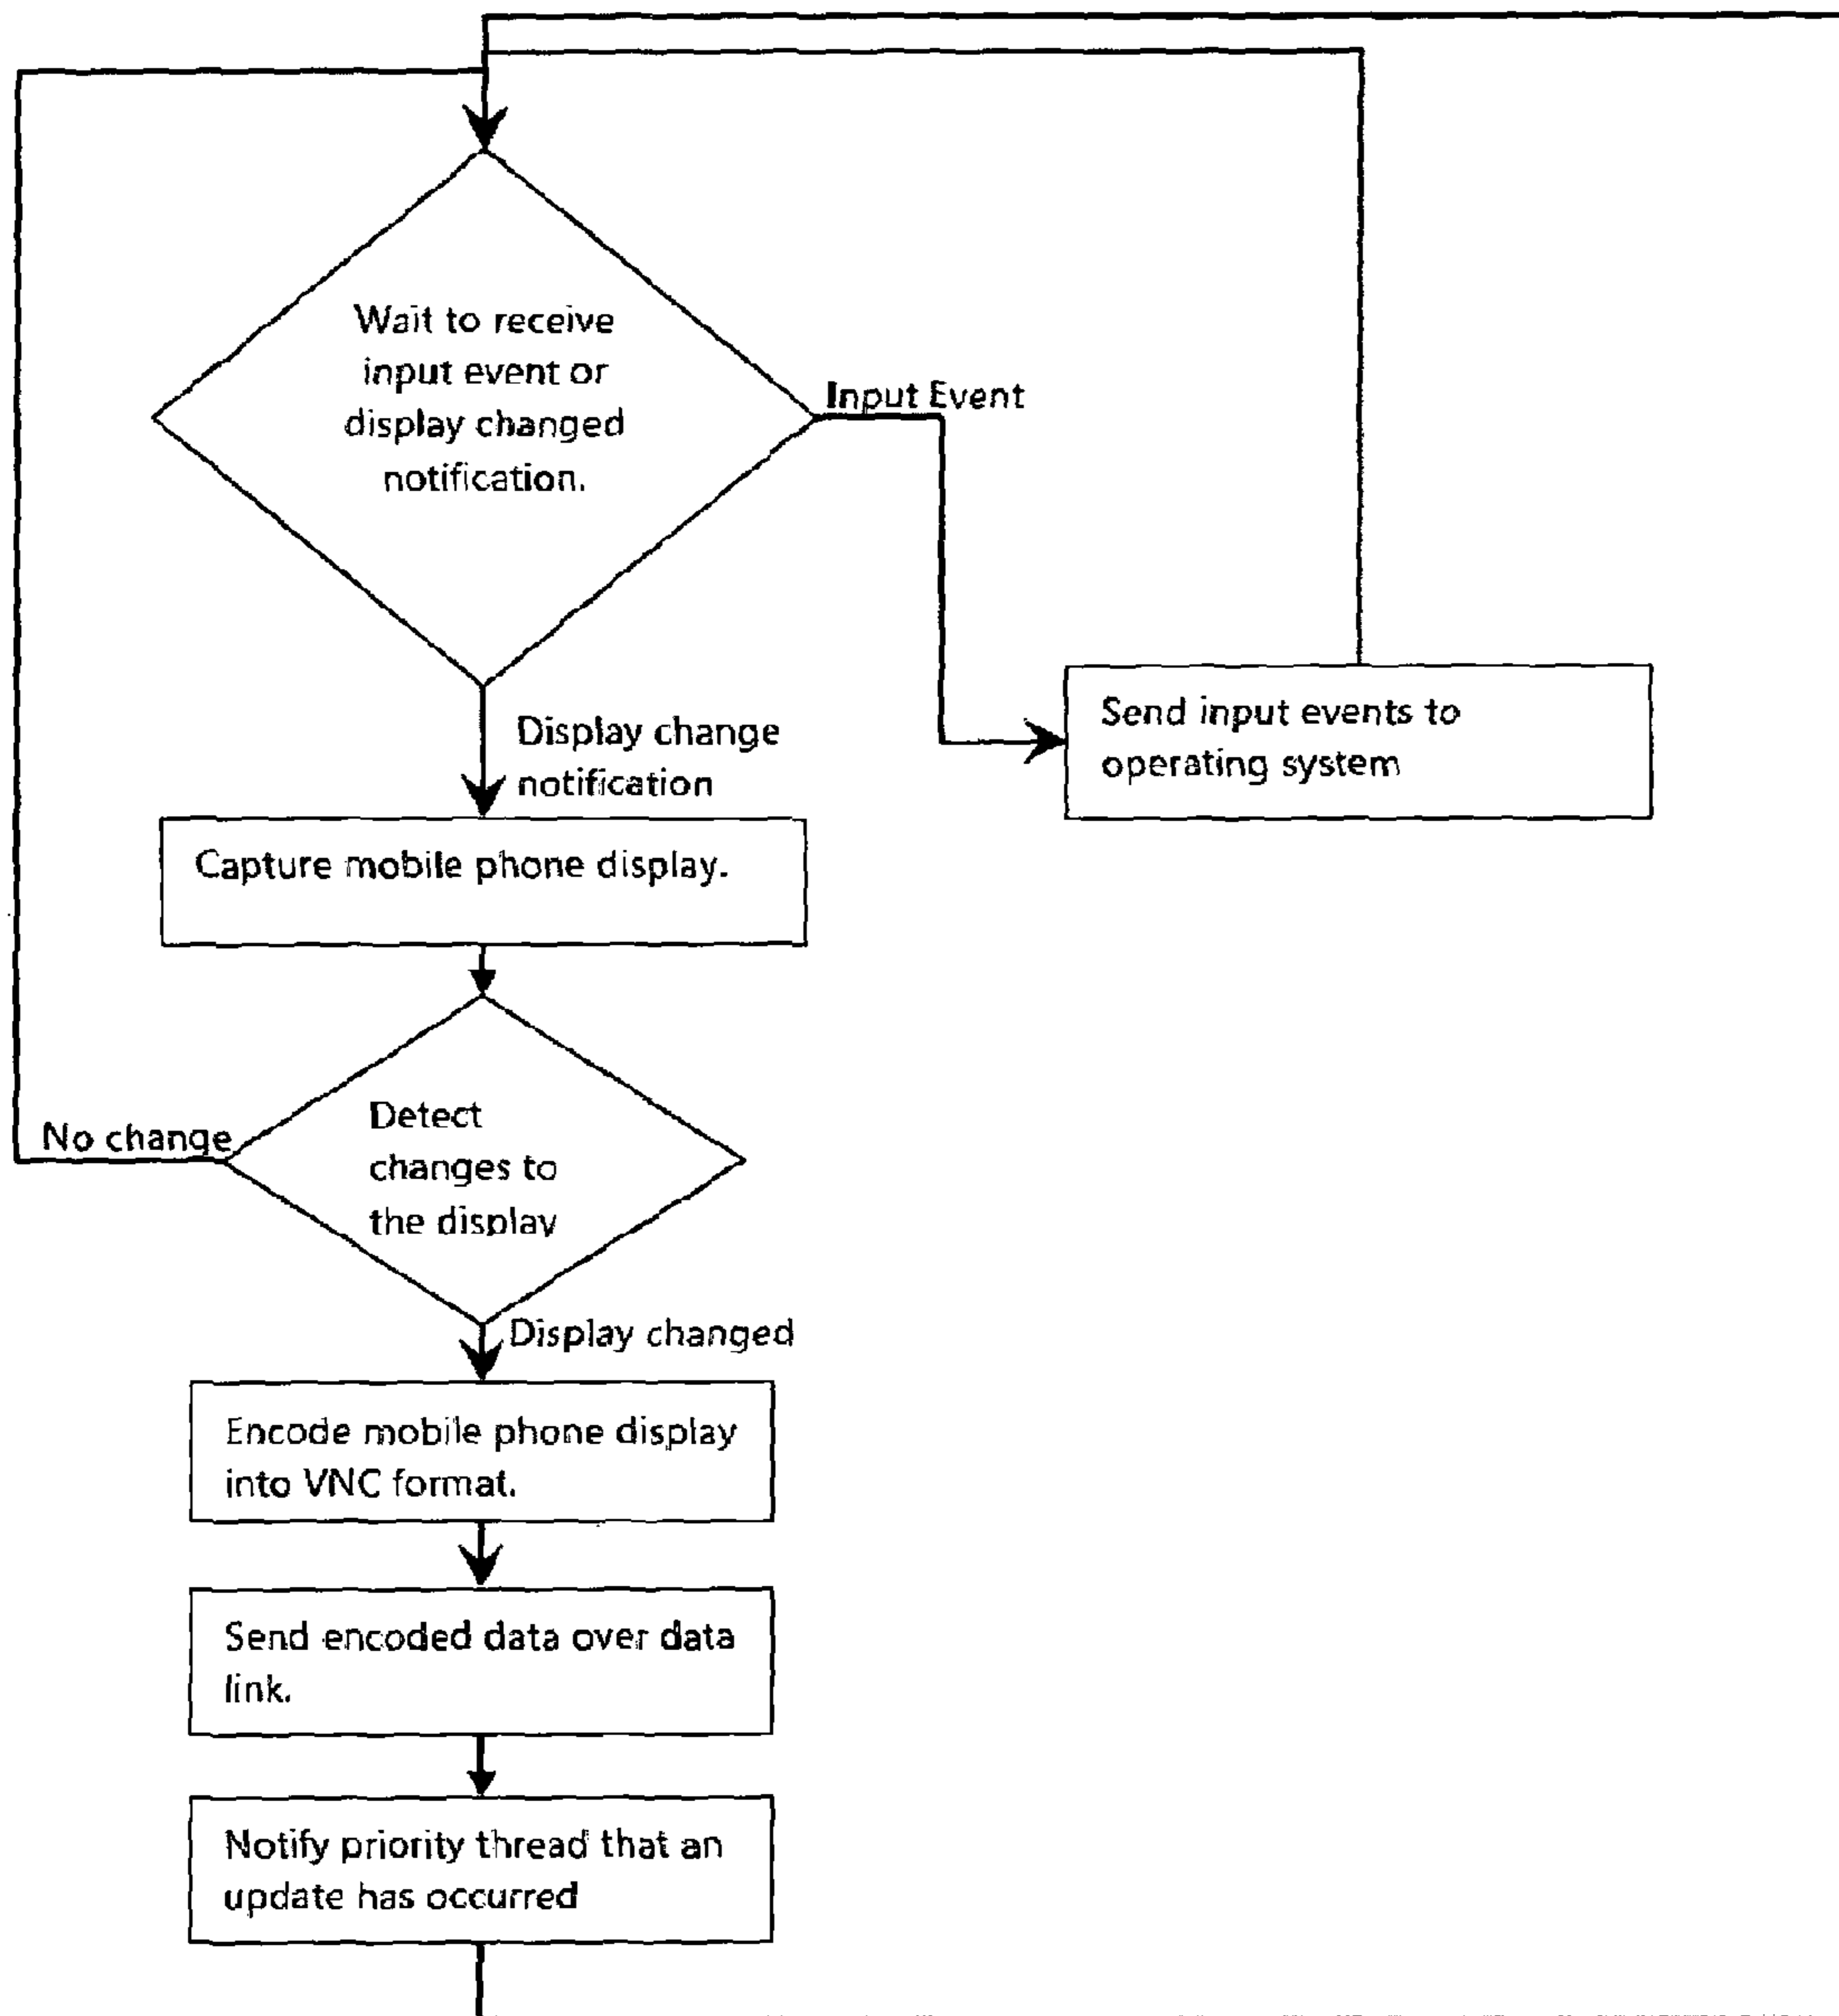 Wait to receive
input event or
display changed
notification.
Input Event
Send input events to
operating system
Display change
notification
Capture mobile phone display.
Detect
changes to
the display
No change
Display changed
Encode mobile phone display
into VNC format.
Send encoded data over data
link.
Notify priority thread that an
update has occurred